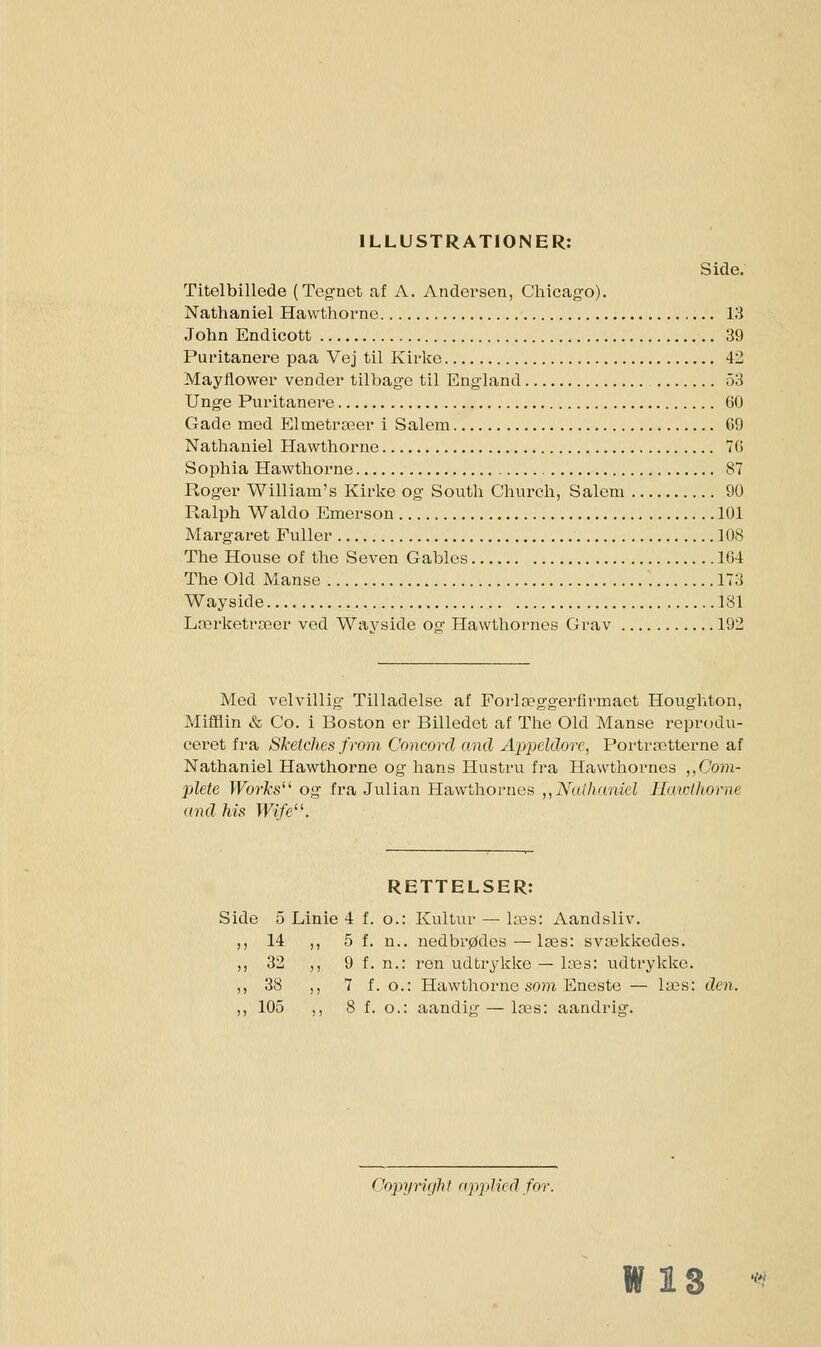 ILLUSTRATIONER:
Side.
Titelbillede (Tegnet af A. Andersen, Chicago).
Nathaniel Hawthorne 13
John Endicott 39
Puritanere paa Vej til Kirke 42
Mayflower vender tilbage til England 53
Unge Puritanere 60
Gade med Elmetræer i Salem 69
Nathaniel Hawthorne 76
Sophia Hawthorne 87
Roger William's Kirke og South Church, Salem 90
Ralph Waldo Emerson 101
Margaret Fuller 108
The House of the Seven Gables 164
The Old Manse 173
Wayside 181
Lærketræer ved Wayside og Hawthornes Grav 192
Med velvillig Tilladelse af Forlæggerfirmaet Houghton,
Mifflin & Co. i Boston er Billedet af The Old Manse reprodu-
ceret fra Sketches from Concord and Appeldore, Portrætterne af
Nathaniel Hawthorne og hans Hustru fra Hawthornes ,,Com-
plete Works“ og fra Julian Hawthornes ,,Nathaniel Hawthorne
and his Wife“.
RETTELSER:
Side 5 Linie 4 f. o.: Kultur — læs: Aandsliv.
,, 14 ,, 5 f. n.. nedbrødes — læs: svækkedes.
,, 32 ,, 9 f. n.: ren udtrykke — læs: udtrykke.
,, 38 ,, 7 f. o.: Hawthorne som Eneste — læs: den.
,, 105 ,, 8 f. o.: aandig — læs: aandrig.
Copyright applied for.
W 13